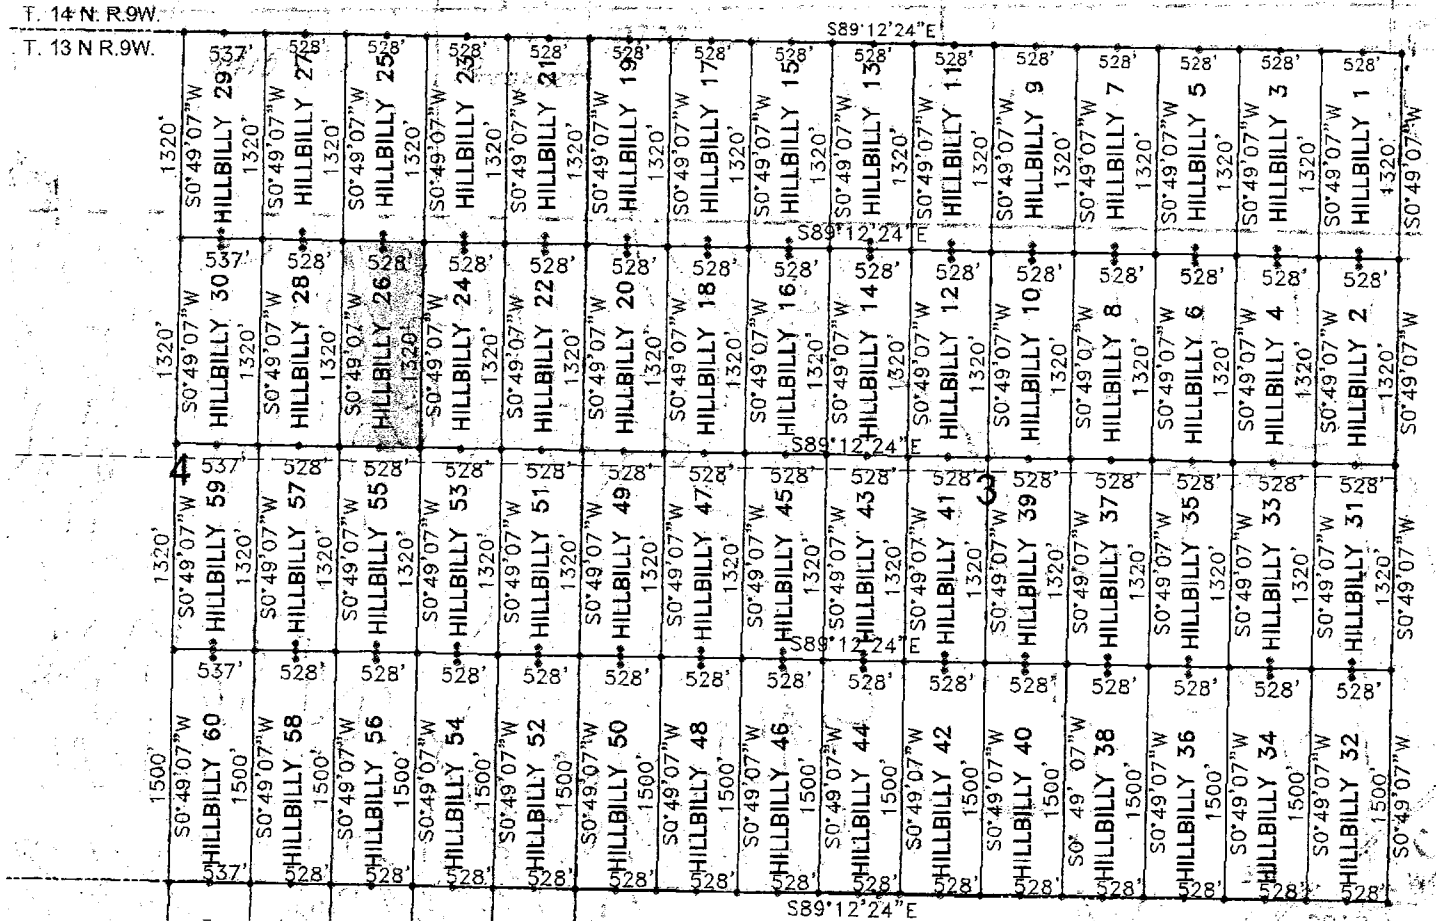 T. 14 N. R.9W.
T. 13 N R.9W.
S89°12'24"E
537' 528' 528' 528' 528' 528' 528' 528' 528' 528' 528' 528' 528' 528' 528'
1320'
S0°49'07"W HILLBILLY 29 1320'
S0°49'07"W HILLBILLY 27 1320'
S0°49'07"W HILLBILLY 25 1320'
S0°49'07"W HILLBILLY 23 1320'
S0°49'07"W HILLBILLY 21 1320'
S0°49'07"W HILLBILLY 19 1320'
S0°49'07"W HILLBILLY 17 1320'
S0°49'07"W HILLBILLY 15 1320'
S0°49'07"W HILLBILLY 13 1320'
S0°49'07"W HILLBILLY 11 1320'
S0°49'07"W HILLBILLY 9 1320'
S0°49'07"W HILLBILLY 7 1320'
S0°49'07"W HILLBILLY 5 1320'
S0°49'07"W HILLBILLY 3 1320'
S0°49'07"W HILLBILLY 1 1320'
S0°49'07"W
S89°12'24"E
537' 528' 528' 528' 528' 528' 528' 528' 528' 528' 528' 528' 528' 528' 528'
1320'
S0°49'07"W HILLBILLY 30 1320'
S0°49'07"W HILLBILLY 28 1320'
S0°49'07"W HILLBILLY 26 1320'
S0°49'07"W HILLBILLY 24 1320'
S0°49'07"W HILLBILLY 22 1320'
S0°49'07"W HILLBILLY 20 1320'
S0°49'07"W HILLBILLY 18 1320'
S0°49'07"W HILLBILLY 16 1320'
S0°49'07"W HILLBILLY 14 1320'
S0°49'07"W HILLBILLY 12 1320'
S0°49'07"W HILLBILLY 10 1320'
S0°49'07"W HILLBILLY 8 1320'
S0°49'07"W HILLBILLY 6 1320'
S0°49'07"W HILLBILLY 4 1320'
S0°49'07"W HILLBILLY 2 1320'
S0°49'07"W
S89°12'24"E
4
3
537' 528' 528' 528' 528' 528' 528' 528' 528' 528' 528' 528' 528' 528' 528'
1320'
S0°49'07"W HILLBILLY 59 1320'
S0°49'07"W HILLBILLY 57 1320'
S0°49'07"W HILLBILLY 55 1320'
S0°49'07"W HILLBILLY 53 1320'
S0°49'07"W HILLBILLY 51 1320'
S0°49'07"W HILLBILLY 49 1320'
S0°49'07"W HILLBILLY 47 1320'
S0°49'07"W HILLBILLY 45 1320'
S0°49'07"W HILLBILLY 43 1320'
S0°49'07"W HILLBILLY 41 1320'
S0°49'07"W HILLBILLY 39 1320'
S0°49'07"W HILLBILLY 37 1320'
S0°49'07"W HILLBILLY 35 1320'
S0°49'07"W HILLBILLY 33 1320'
S0°49'07"W HILLBILLY 31 1320'
S0°49'07"W
S89°12'24"E
537' 528' 528' 528' 528' 528' 528' 528' 528' 528' 528' 528' 528' 528' 528'
1500'
S0°49'07"W HILLBILLY 60 1500'
S0°49'07"W HILLBILLY 58 1500'
S0°49'07"W HILLBILLY 56 1500'
S0°49'07"W HILLBILLY 54 1500'
S0°49'07"W HILLBILLY 52 1500'
S0°49'07"W HILLBILLY 50 1500'
S0°49'07"W HILLBILLY 48 1500'
S0°49'07"W HILLBILLY 46 1500'
S0°49'07"W HILLBILLY 44 1500'
S0°49'07"W HILLBILLY 42 1500'
S0°49'07"W HILLBILLY 40 1500'
S0°49'07"W HILLBILLY 38 1500'
S0°49'07"W HILLBILLY 36 1500'
S0°49'07"W HILLBILLY 34 1500'
S0°49'07"W HILLBILLY 32 1500'
S0°49'07"W
537' 528' 528' 528' 528' 528' 528' 528' 528' 528' 528' 528' 528' 528' 528'
S89°12'24"E